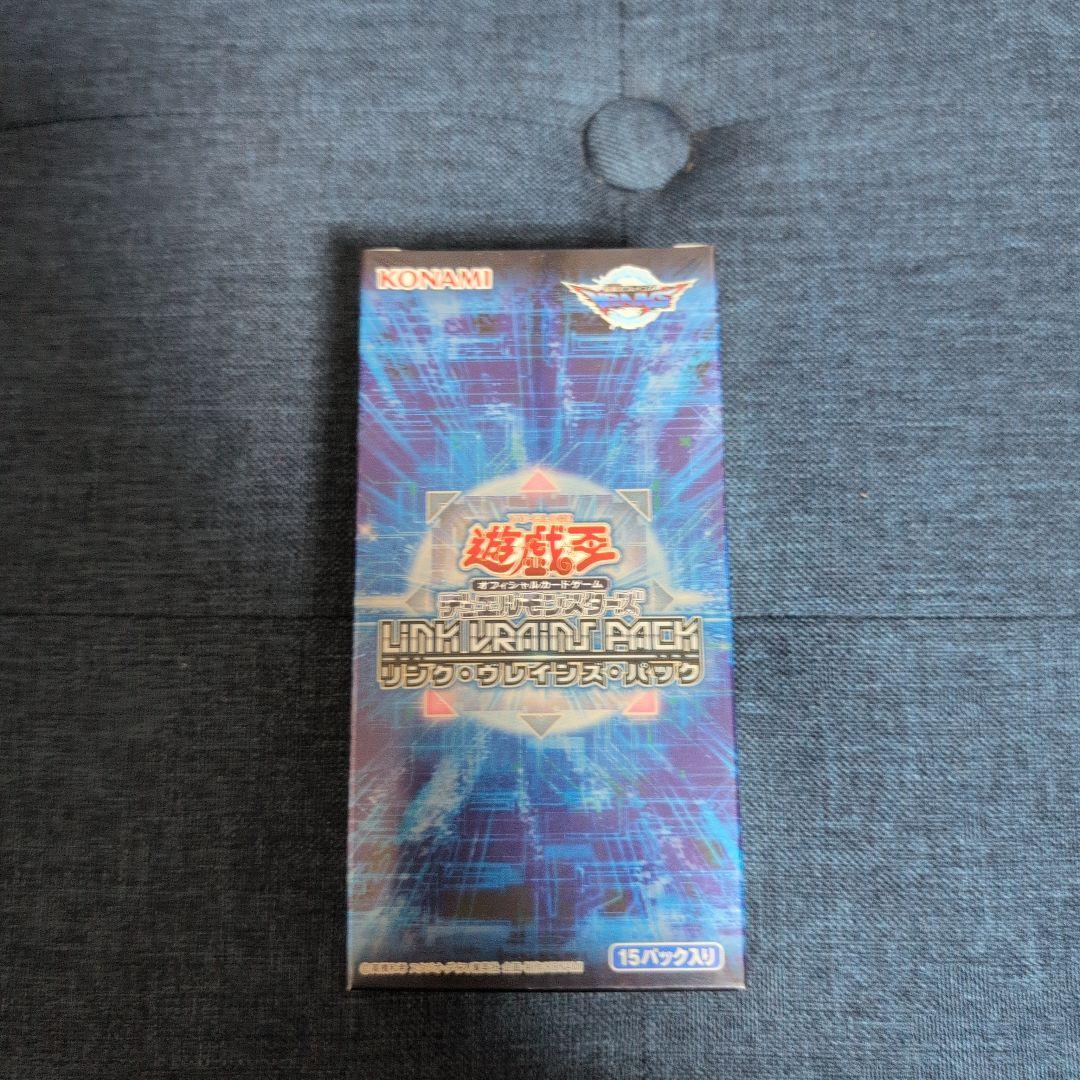 KONAMI
VRAINS
遊戯王
オフィシャルカードゲーム
デュエルモンスターズ
LINK VRAINS PACK
リンク・ヴレインズ・パック
15パック入り